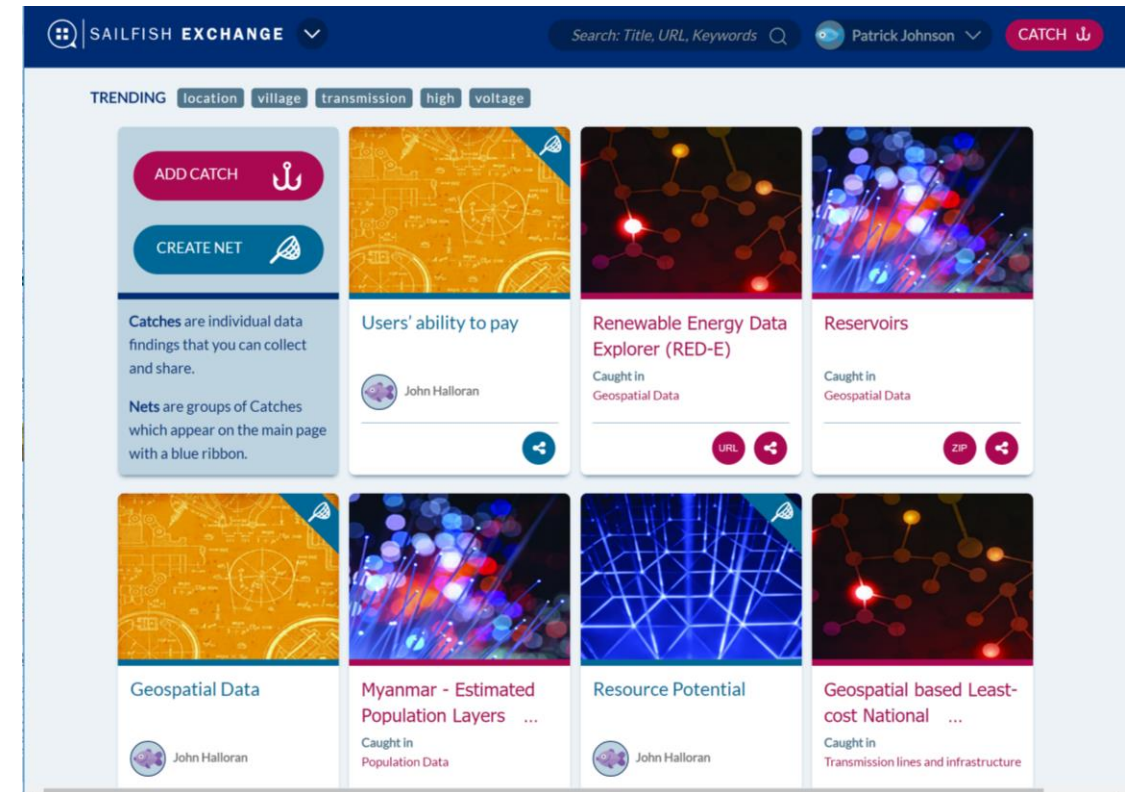 SAILFISH EXCHANGE
Search: Title, URL, Keywords
Patrick Johnson
CATCH
TRENDING location village transmission high voltage
ADD CATCH
CREATE NET
Catches are individual data
findings that you can collect
and share.
Nets are groups of Catches
which appear on the main page
with a blue ribbon.
Users' ability to pay
John Halloran
Renewable Energy Data
Explorer (RED-E)
Caught in
Geospatial Data
URL
Reservoirs
Caught in
Geospatial Data
ZIP
Geospatial Data
John Halloran
Myanmar - Estimated
Population Layers ...
Caught in
Population Data
Resource Potential
John Halloran
Geospatial based Least-
cost National ...
Caught in
Transmission lines and infrastructure